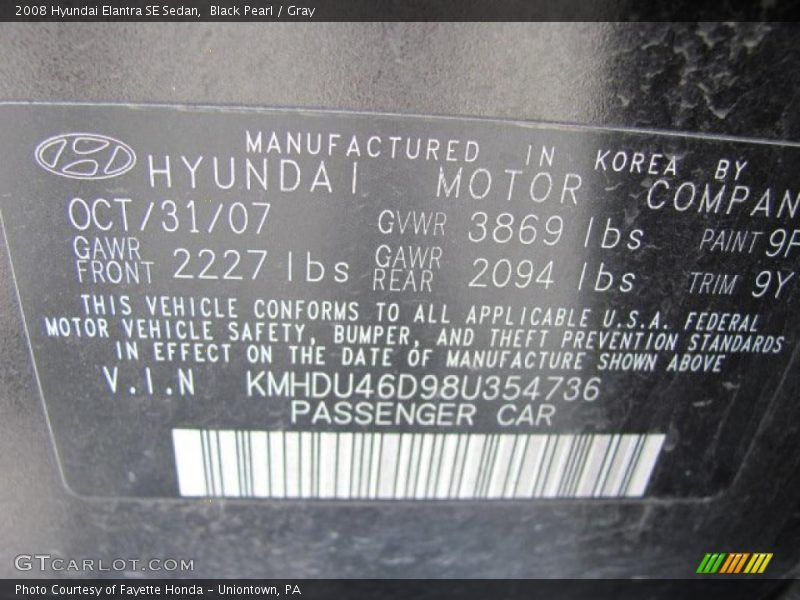 2008 Hyundai Elantra SE Sedan, Black Pearl / Gray
MANUFACTURED IN KOREA BY
HYUNDAI MOTOR COMPAN
OCT/31/07 GVWR 3869 lbs PAINT 9F
GAWR FRONT 2227 lbs GAWR REAR 2094 lbs TRIM 9Y
THIS VEHICLE CONFORMS TO ALL APPLICABLE U.S.A. FEDERAL
MOTOR VEHICLE SAFETY, BUMPER, AND THEFT PREVENTION STANDARDS
IN EFFECT ON THE DATE OF MANUFACTURE SHOWN ABOVE
V.I.N KMHDU46D98U354736
PASSENGER CAR
GTCARLOT.COM
Photo Courtesy of Fayette Honda - Uniontown, PA